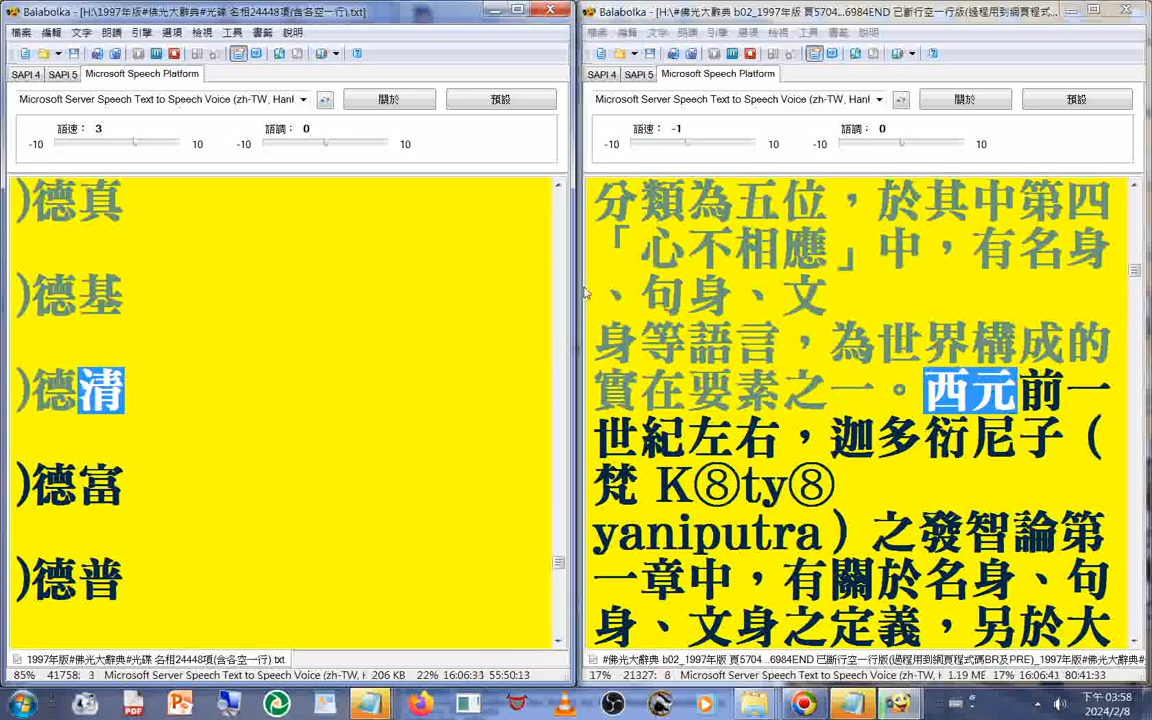 Balabolka - [H:\1997年版#佛光大辭典#光碟 名相24448項(含各空一行).txt]
檔案 編輯 文字 朗讀 引擎 選項 檢視 工具 書籤 說明
SAPI 4 SAPI 5 Microsoft Speech Platform
Microsoft Server Speech Text to Speech Voice (zh-TW, Hanl
關於
預設
語速： 3
語調： 0
-10 10 -10 10
)德真
)德基
)德清
)德富
)德普
1997年版#佛光大辭典#光碟 名相24448項(含各空一行).txt
85% 41758: 3 Microsoft Server Speech Text to Speech Voice (zh-TW, H 206 KB 22% 16:06:33 55:50:13
Balabolka - [H:\#佛光大辭典 b02_1997年版 頁5704...6984END 已斷行空一行版(過程用到網頁程式...
檔案 編輯 文字 朗讀 引擎 選項 檢視 工具 書籤 說明
SAPI 4 SAPI 5 Microsoft Speech Platform
Microsoft Server Speech Text to Speech Voice (zh-TW, Hanl
關於
預設
語速： -1
語調： 0
-10 10 -10 10
分類為五位，於其中第四
「心不相應」中，有名身
、句身、文
身等語言，為世界構成的
實在要素之一。西元前一
世紀左右，迦多衍尼子（
梵 K⑧ty⑧
yaniputra）之發智論第
一章中，有關於名身、句
身、文身之定義，另於大
#佛光大辭典 b02_1997年版 頁5704...6984END 已斷行空一行版(過程用到網頁程式碼BR及PRE)_1997年版#佛光大辭典#
17% 21327: 8 Microsoft Server Speech Text to Speech Voice (zh-TW, H 1.19 ME 17% 16:06:41 80:41:33
下午 03:58
2024/2/8